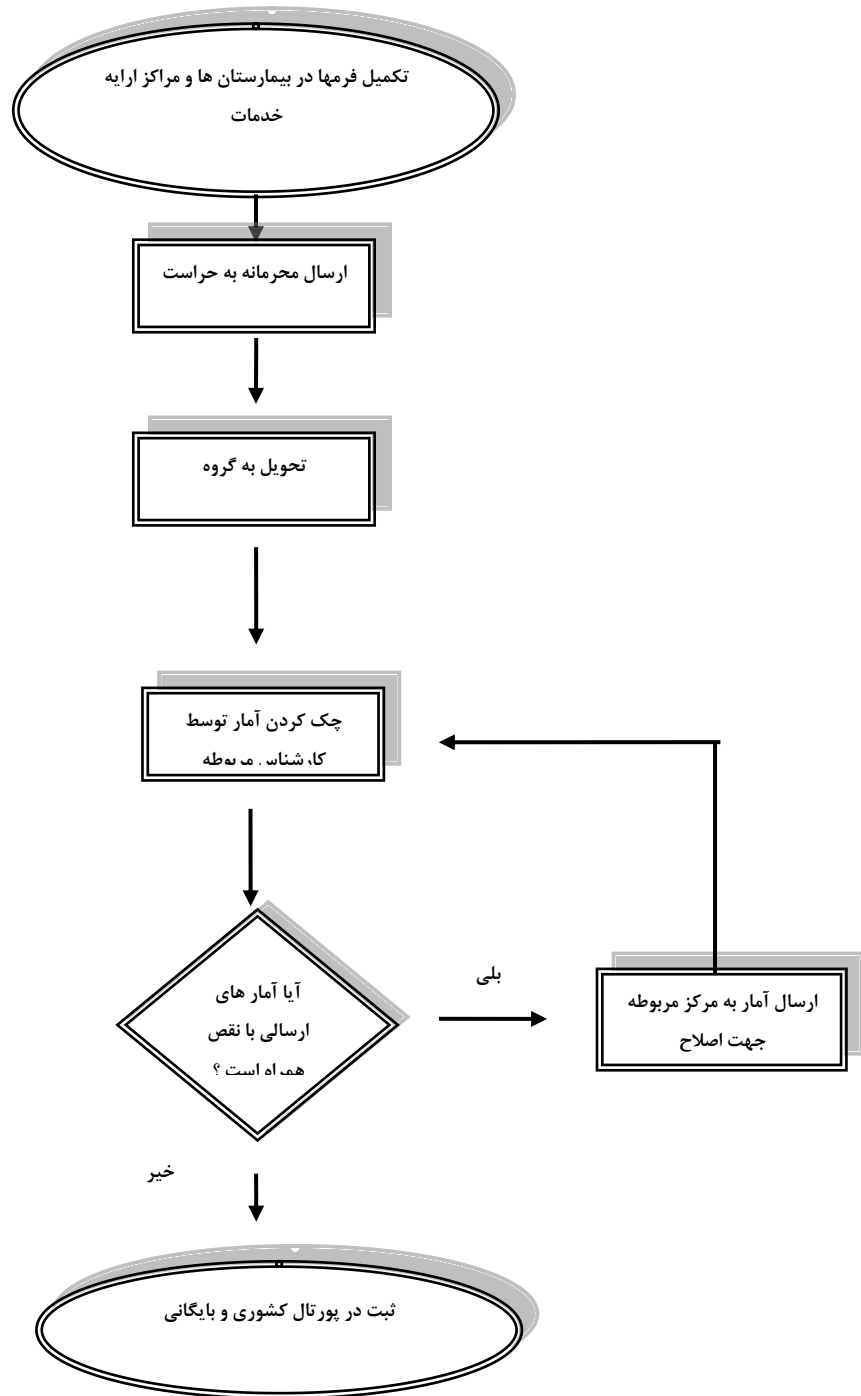 تکمیل فرمها در بیمارستان ها و مراکز ارایه
خدمات
ارسال محرمانه به حراست
تحویل به گروه
چک کردن آمار توسط
کارشناس مربوطه
آیا آمار های
ارسالی با نقص
همراه است ؟
بلی
ارسال آمار به مرکز مربوطه
جهت اصلاح
خیر
ثبت در پورتال کشوری و بایگانی